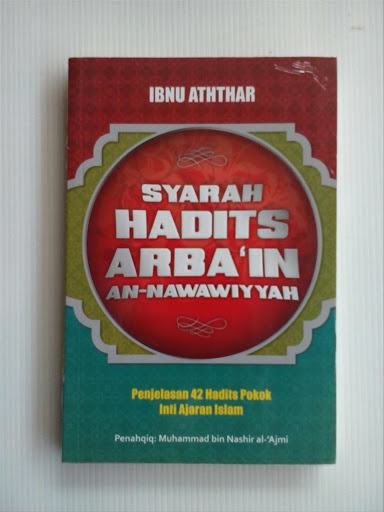 IBNU ATHTHAR
SYARAH
HADITS
ARBA'IN
AN-NAWAWIYYAH
Penjelasan 42 Hadits Pokok
Inti Ajaran Islam
Penahqiq: Muhammad bin Nashir al-'Ajmi